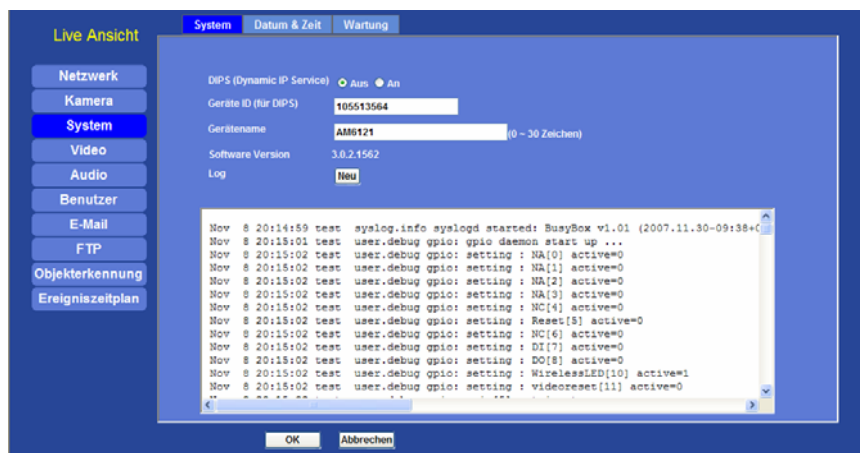 Live Ansicht
System Datum & Zeit Wartung
Netzwerk
Kamera
System
Video
Audio
Benutzer
E-Mail
FTP
Objekterkennung
Ereigniszeitplan
DIPS (Dynamic IP Service) Aus An
Geräte ID (für DIPS) 105513564
Gerätename AM6121 (0 ~ 30 Zeichen)
Software Version 3.0.2.1562
Log Neu
Nov 8 20:14:59 test syslog.info syslogd started: BusyBox v1.01 (2007.11.30-09:38+0
Nov 8 20:15:01 test user.debug gpio: gpio daemon start up ...
Nov 8 20:15:02 test user.debug gpio: setting : NA[0] active=0
Nov 8 20:15:02 test user.debug gpio: setting : NA[1] active=0
Nov 8 20:15:02 test user.debug gpio: setting : NA[2] active=0
Nov 8 20:15:02 test user.debug gpio: setting : NA[3] active=0
Nov 8 20:15:02 test user.debug gpio: setting : NC[4] active=0
Nov 8 20:15:02 test user.debug gpio: setting : Reset[5] active=0
Nov 8 20:15:02 test user.debug gpio: setting : NC[6] active=0
Nov 8 20:15:02 test user.debug gpio: setting : DI[7] active=0
Nov 8 20:15:02 test user.debug gpio: setting : DO[8] active=0
Nov 8 20:15:02 test user.debug gpio: setting : WirelessLED[10] active=1
Nov 8 20:15:02 test user.debug gpio: setting : videoreset[11] active=0
OK Abbrechen